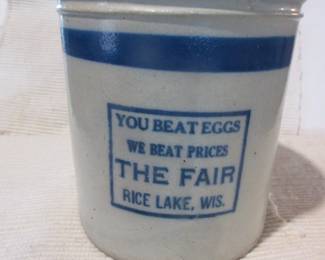 YOU BEAT EGGS
WE BEAT PRICES
THE FAIR
RICE LAKE, WIS.